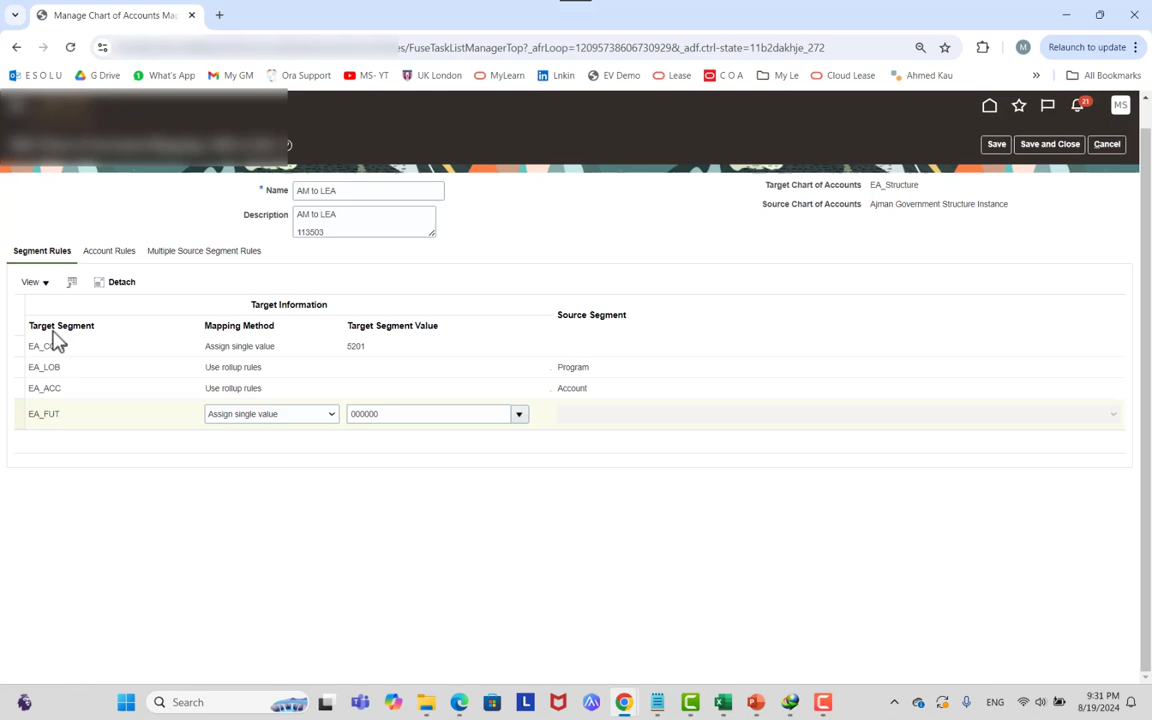 Manage Chart of Accounts Ma
es/FuseTaskListManagerTop?_afrLoop=12095738606730929&_adf.ctrl-state=11b2dakhje_272
M
Relaunch to update
E S O L U
G Drive
What's App
My GM
Ora Support
MS- YT
UK London
MyLearn
Lnkin
EV Demo
Lease
C O A
My Le
Cloud Lease
Ahmed Kau
»
All Bookmarks
21
MS
Save
Save and Close
Cancel
* Name
AM to LEA
Target Chart of Accounts
EA_Structure
Description
AM to LEA
113503
Source Chart of Accounts
Ajman Government Structure Instance
Segment Rules
Account Rules
Multiple Source Segment Rules
View
Detach
Target Information
Source Segment
Target Segment
Mapping Method
Target Segment Value
Assign single value
5201
EA_LOB
Use rollup rules
Program
EA_ACC
Use rollup rules
Account
EA_FUT
Assign single value
000000
Search
ENG
9:31 PM
8/19/2024